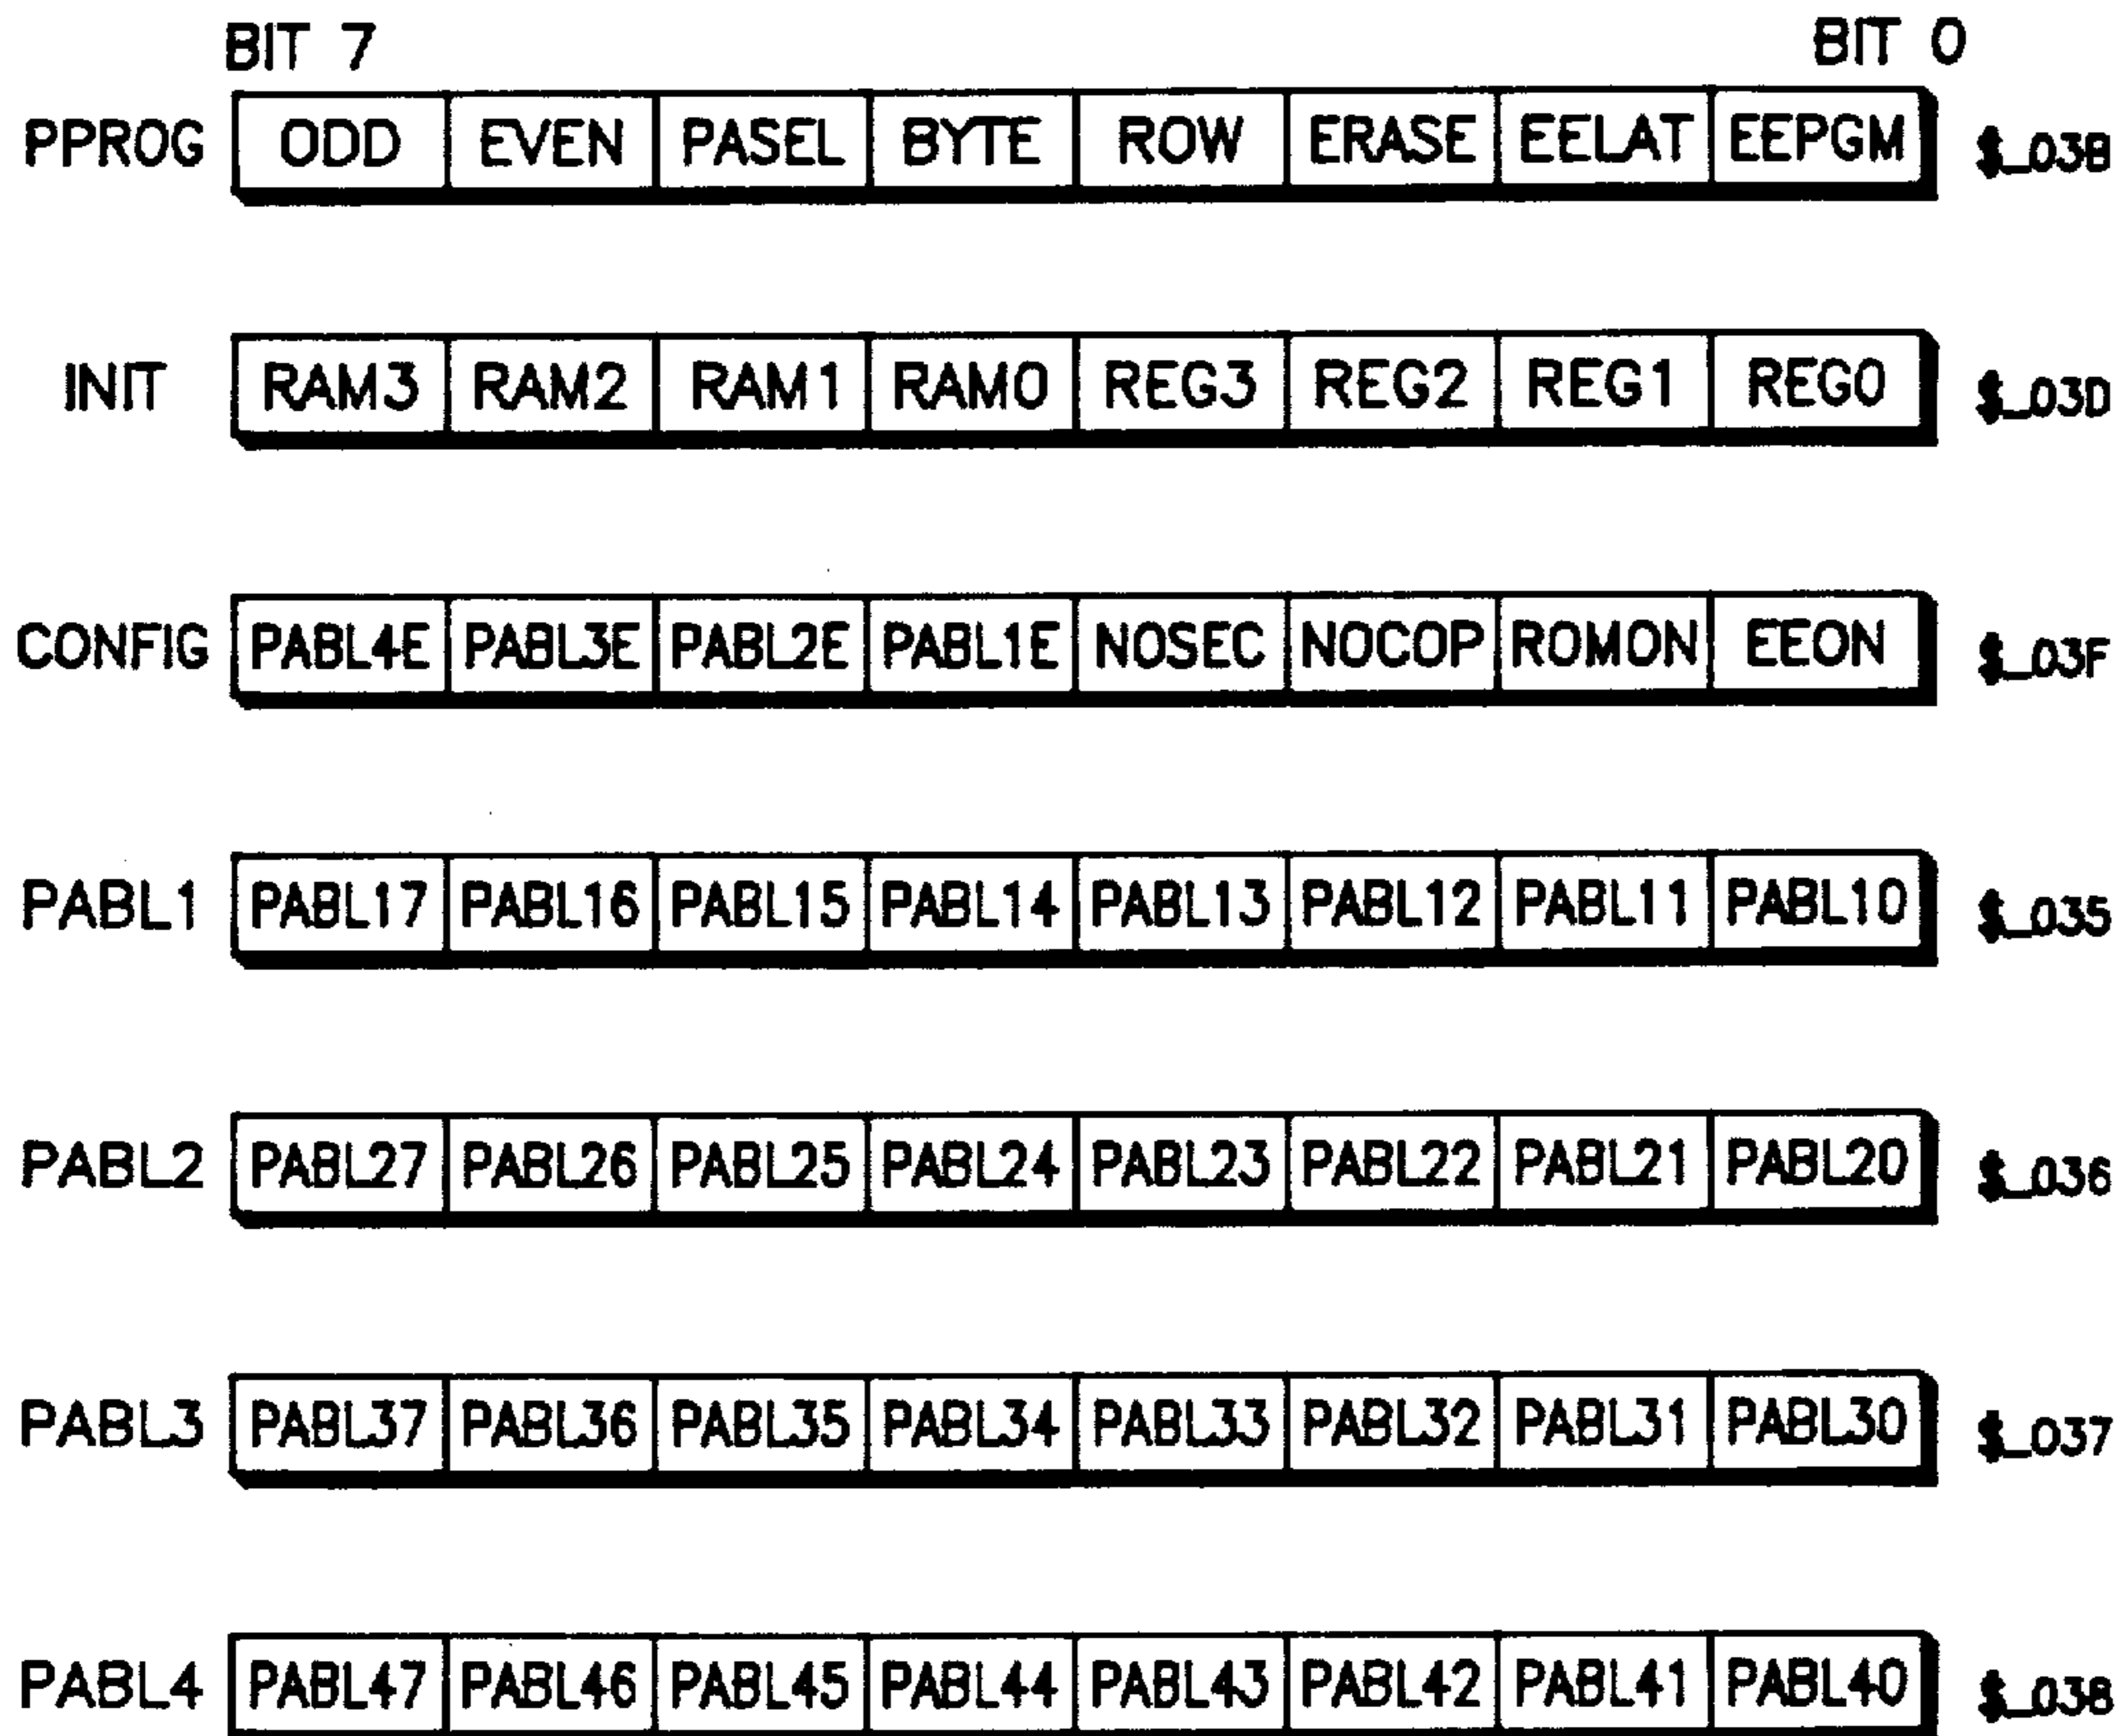 BIT 7 BIT 0
PPROG ODD EVEN PASEL BYTE ROW ERASE EELAT EEPGM $_03B
INIT RAM3 RAM2 RAM1 RAM0 REG3 REG2 REG1 REG0 $_03D
CONFIG PABL4E PABL3E PABL2E PABL1E NOSEC NOCOP ROMON EEON $_03F
PABL1 PABL17 PABL16 PABL15 PABL14 PABL13 PABL12 PABL11 PABL10 $_035
PABL2 PABL27 PABL26 PABL25 PABL24 PABL23 PABL22 PABL21 PABL20 $_036
PABL3 PABL37 PABL36 PABL35 PABL34 PABL33 PABL32 PABL31 PABL30 $_037
PABL4 PABL47 PABL46 PABL45 PABL44 PABL43 PABL42 PABL41 PABL40 $_038